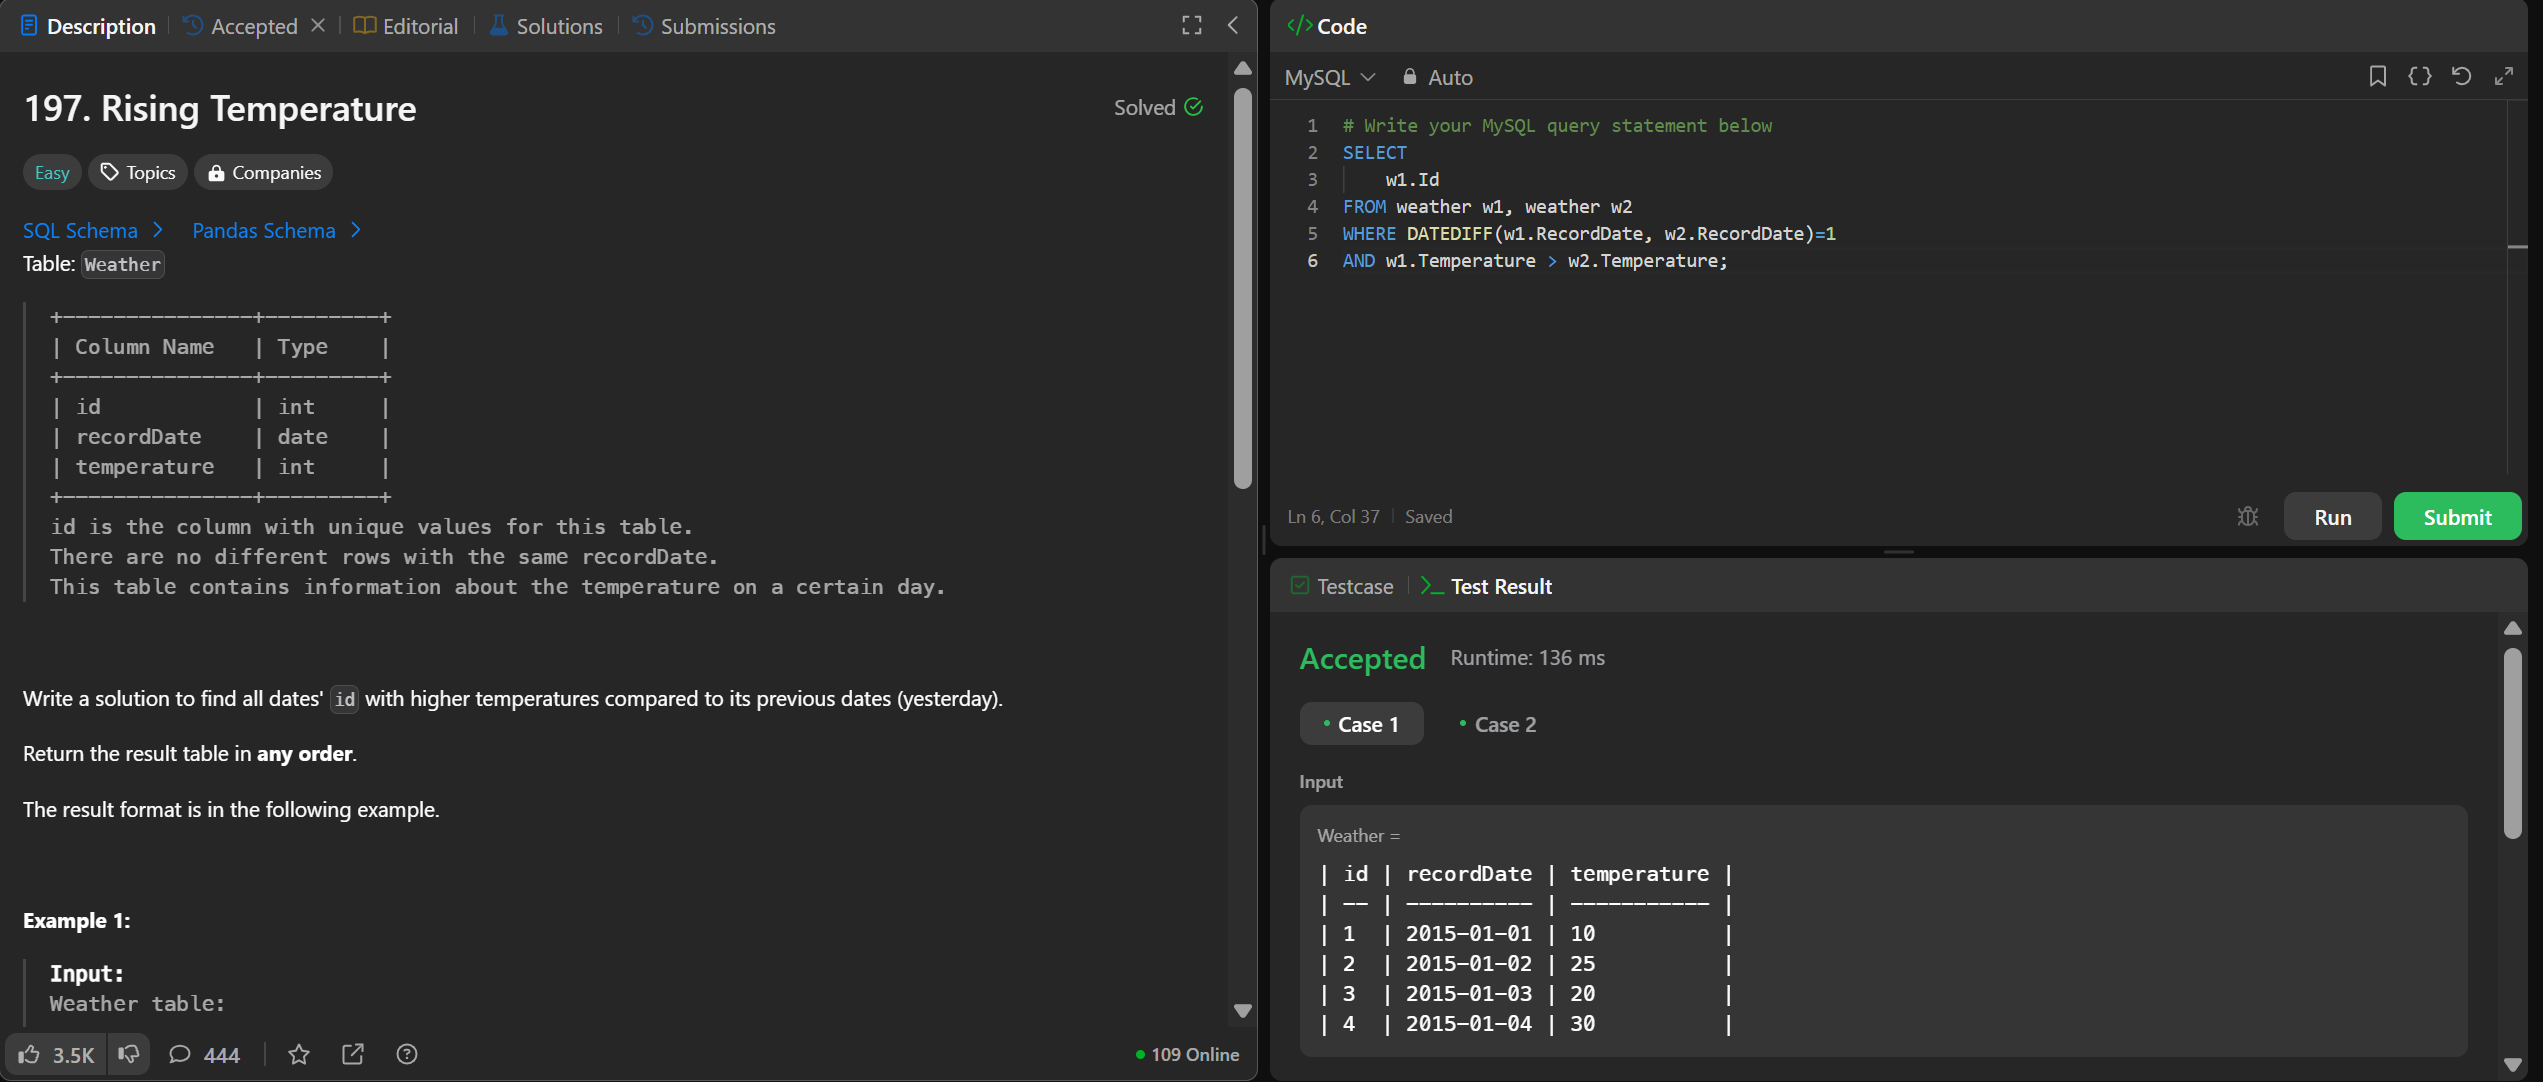 Description
Accepted
Editorial
Solutions
Submissions
197. Rising Temperature
Solved
Easy
Topics
Companies
SQL Schema
Pandas Schema
Table: Weather
+---------------+---------+
| Column Name   | Type    |
+---------------+---------+
| id            | int     |
| recordDate    | date    |
| temperature   | int     |
+---------------+---------+
id is the column with unique values for this table.
There are no different rows with the same recordDate.
This table contains information about the temperature on a certain day.
Write a solution to find all dates' id with higher temperatures compared to its previous dates (yesterday).
Return the result table in any order.
The result format is in the following example.
Example 1:
Input:
Weather table:
3.5K
444
109 Online
</> Code
MySQL
Auto
1 # Write your MySQL query statement below
2 SELECT
3     w1.Id
4 FROM weather w1, weather w2
5 WHERE DATEDIFF(w1.RecordDate, w2.RecordDate)=1
6 AND w1.Temperature > w2.Temperature;
Ln 6, Col 37
Saved
Run
Submit
Testcase
Test Result
Accepted
Runtime: 136 ms
Case 1
Case 2
Input
Weather =
| id | recordDate | temperature |
| -- | ---------- | ----------- |
| 1  | 2015-01-01 | 10          |
| 2  | 2015-01-02 | 25          |
| 3  | 2015-01-03 | 20          |
| 4  | 2015-01-04 | 30          |